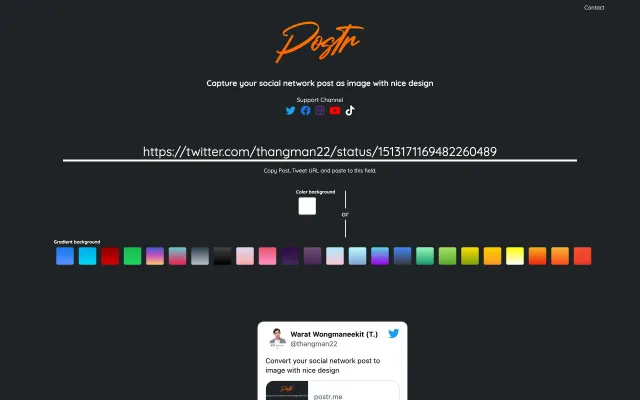 Contact
Postr
Capture your social network post as image with nice design
Support Channel
https://twitter.com/thangman22/status/1513171169482260489
Copy Post, Tweet URL and paste to this field.
Color background
or
Gradient background
Warat Wongmaneekit (T.)
@thangman22
Convert your social network post to
image with nice design
Postr
postr.me